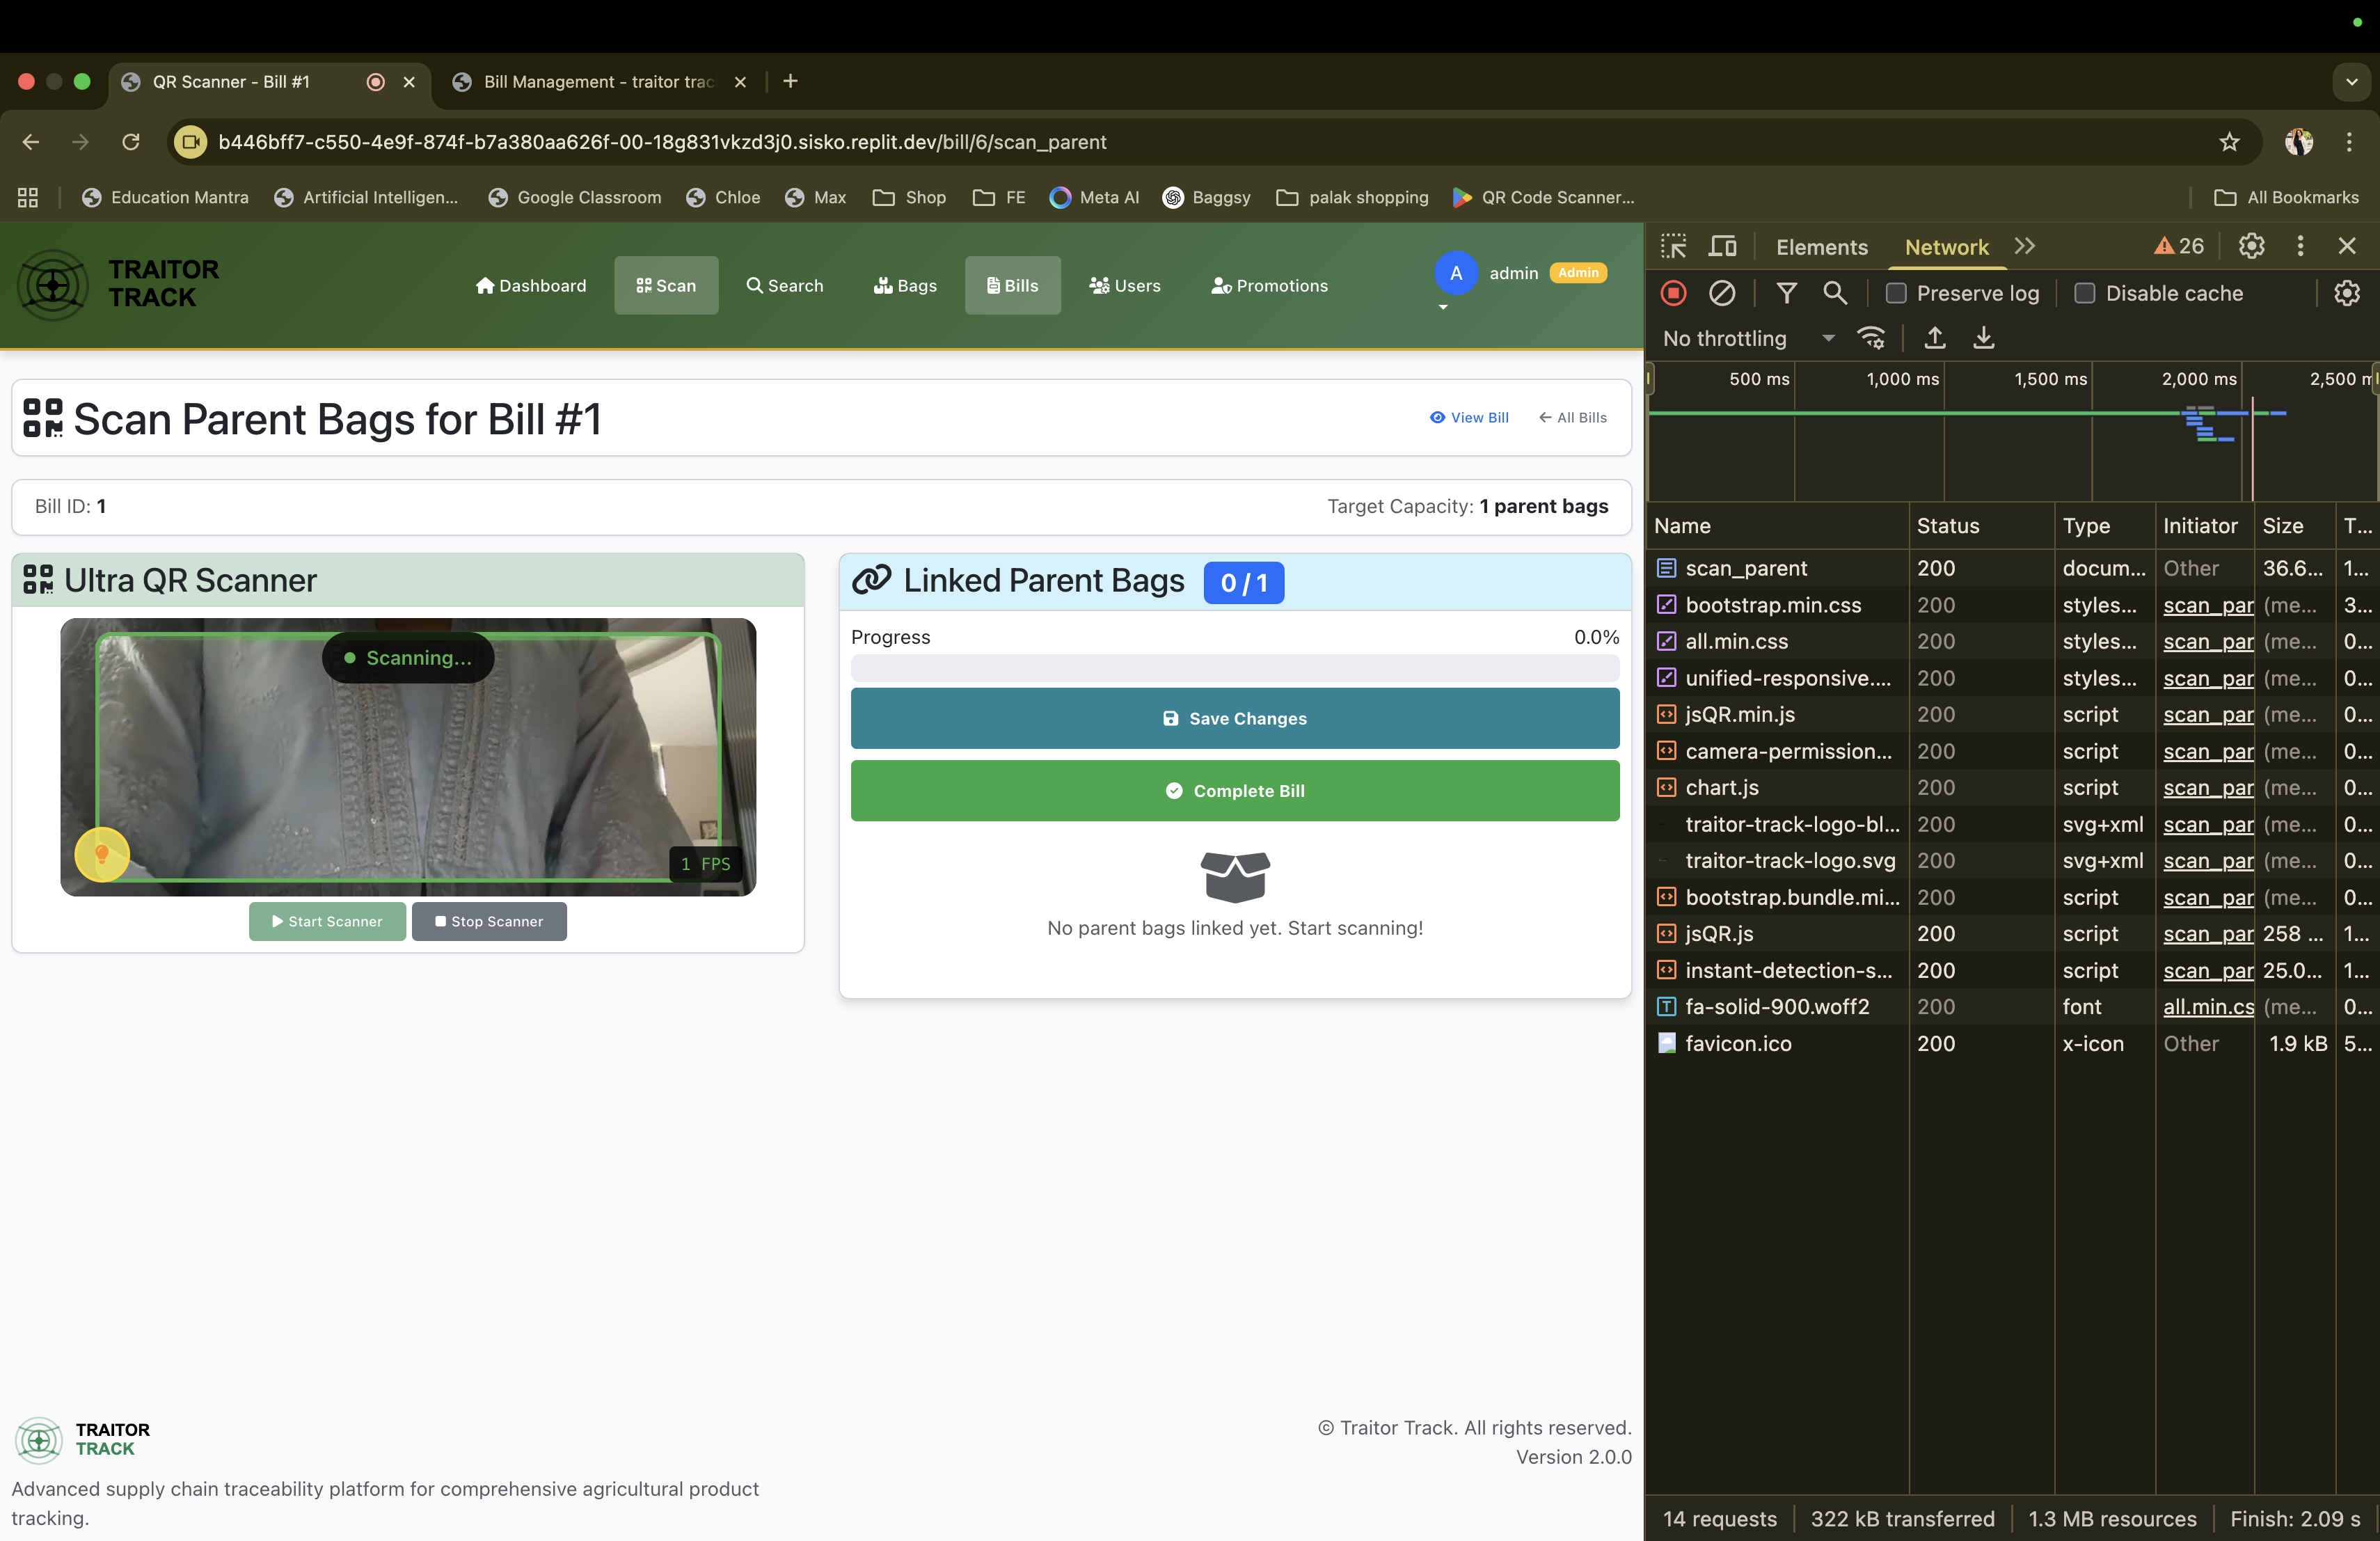 QR Scanner - Bill #1
Bill Management - traitor trac
b446bff7-c550-4e9f-874f-b7a380aa626f-00-18g831vkzd3j0.sisko.replit.dev/bill/6/scan_parent
Education Mantra
Artificial Intelligen...
Google Classroom
Chloe
Max
Shop
FE
Meta AI
Baggsy
palak shopping
QR Code Scanner...
All Bookmarks
TRAITOR
TRACK
Dashboard
Scan
Search
Bags
Bills
Users
Promotions
A
admin
Admin
Scan Parent Bags for Bill #1
View Bill
All Bills
Bill ID: 1
Target Capacity: 1 parent bags
Ultra QR Scanner
Scanning...
1 FPS
Start Scanner
Stop Scanner
Linked Parent Bags 0 / 1
Progress
0.0%
Save Changes
Complete Bill
No parent bags linked yet. Start scanning!
TRAITOR
TRACK
Advanced supply chain traceability platform for comprehensive agricultural product
tracking.
© Traitor Track. All rights reserved.
Version 2.0.0
Elements
Network
26
Preserve log
Disable cache
No throttling
500 ms
1,000 ms
1,500 ms
2,000 ms
2,500 m
Name Status Type Initiator Size T...
scan_parent 200 docum... Other 36.6... 1...
bootstrap.min.css 200 styles... scan_par (me... 3...
all.min.css 200 styles... scan_par (me... 0...
unified-responsive.... 200 styles... scan_par (me... 0...
jsQR.min.js 200 script scan_par (me... 0...
camera-permission... 200 script scan_par (me... 0...
chart.js 200 script scan_par (me... 0...
traitor-track-logo-bl... 200 svg+xml scan_par (me... 0...
traitor-track-logo.svg 200 svg+xml scan_par (me... 0...
bootstrap.bundle.mi... 200 script scan_par (me... 0...
jsQR.js 200 script scan_par 258 ... 1...
instant-detection-s... 200 script scan_par 25.0... 1...
fa-solid-900.woff2 200 font all.min.cs (me... 0...
favicon.ico 200 x-icon Other 1.9 kB 5...
14 requests
322 kB transferred
1.3 MB resources
Finish: 2.09 s